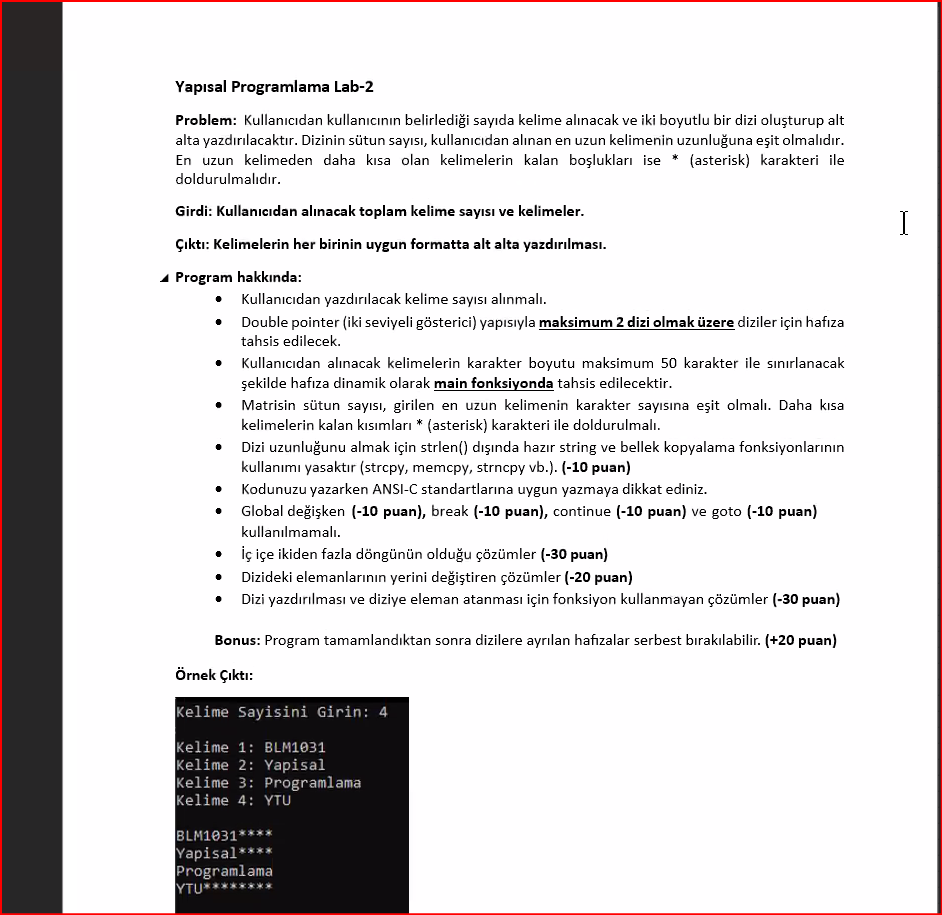 Yapısal Programlama Lab-2
Problem: Kullanıcıdan kullanıcının belirlediği sayıda kelime alınacak ve iki boyutlu bir dizi oluşturup alt
alta yazdırılacaktır. Dizinin sütun sayısı, kullanıcıdan alınan en uzun kelimenin uzunluğuna eşit olmalıdır.
En uzun kelimeden daha kısa olan kelimelerin kalan boşlukları ise * (asterisk) karakteri ile
doldurulmalıdır.
Girdi: Kullanıcıdan alınacak toplam kelime sayısı ve kelimeler.
Çıktı: Kelimelerin her birinin uygun formatta alt alta yazdırılması.
Program hakkında:
• Kullanıcıdan yazdırılacak kelime sayısı alınmalı.
• Double pointer (iki seviyeli gösterici) yapısıyla maksimum 2 dizi olmak üzere diziler için hafıza
tahsis edilecek.
• Kullanıcıdan alınacak kelimelerin karakter boyutu maksimum 50 karakter ile sınırlanacak
şekilde hafıza dinamik olarak main fonksiyonda tahsis edilecektir.
• Matrisin sütun sayısı, girilen en uzun kelimenin karakter sayısına eşit olmalı. Daha kısa
kelimelerin kalan kısımları * (asterisk) karakteri ile doldurulmalı.
• Dizi uzunluğunu almak için strlen() dışında hazır string ve bellek kopyalama fonksiyonlarının
kullanımı yasaktır (strcpy, memcpy, strncpy vb.). (-10 puan)
• Kodunuzu yazarken ANSI-C standartlarına uygun yazmaya dikkat ediniz.
• Global değişken (-10 puan), break (-10 puan), continue (-10 puan) ve goto (-10 puan)
kullanılmamalı.
• İç içe ikiden fazla döngünün olduğu çözümler (-30 puan)
• Dizideki elemanlarının yerini değiştiren çözümler (-20 puan)
• Dizi yazdırılması ve diziye eleman atanması için fonksiyon kullanmayan çözümler (-30 puan)
Bonus: Program tamamlandıktan sonra dizilere ayrılan hafızalar serbest bırakılabilir. (+20 puan)
Örnek Çıktı:
Kelime Sayisini Girin: 4
Kelime 1: BLM1031
Kelime 2: Yapisal
Kelime 3: Programlama
Kelime 4: YTU
BLM1031****
Yapisal****
Programlama
YTU********